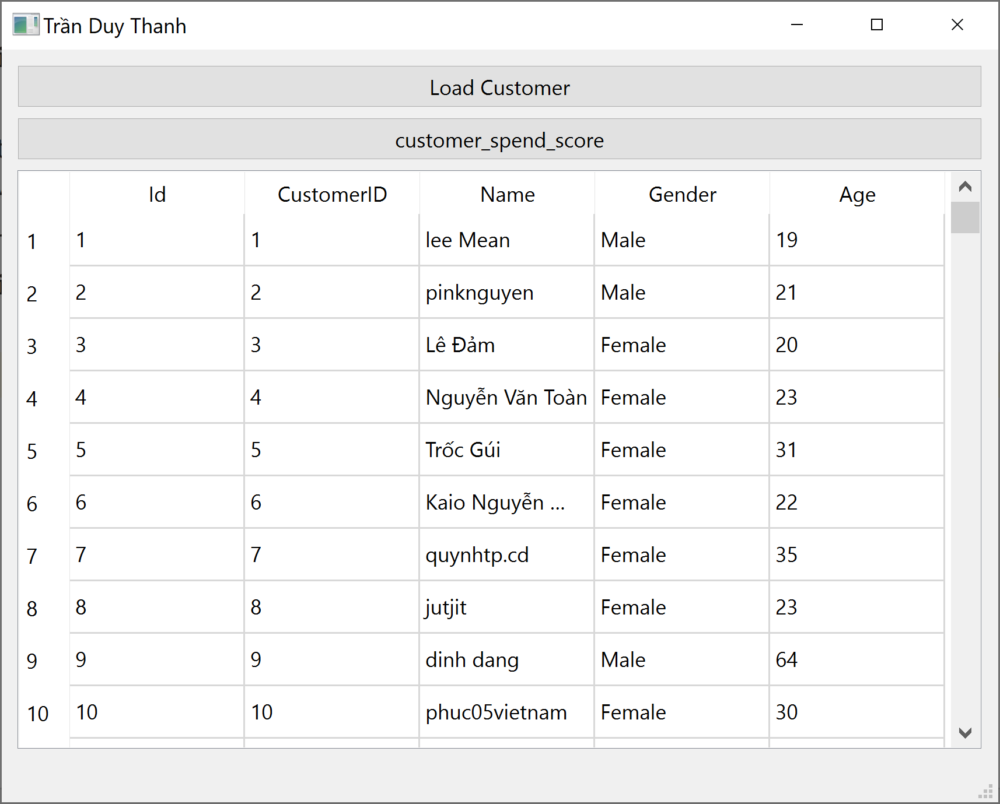 Trần Duy Thanh
Load Customer
customer_spend_score
Id CustomerID Name Gender Age
1 1 1 lee Mean Male 19
2 2 2 pinknguyen Male 21
3 3 3 Lê Đảm Female 20
4 4 4 Nguyễn Văn Toàn Female 23
5 5 5 Trốc Gúi Female 31
6 6 6 Kaio Nguyễn ... Female 22
7 7 7 quynhtp.cd Female 35
8 8 8 jutjit Female 23
9 9 9 dinh dang Male 64
10 10 10 phuc05vietnam Female 30